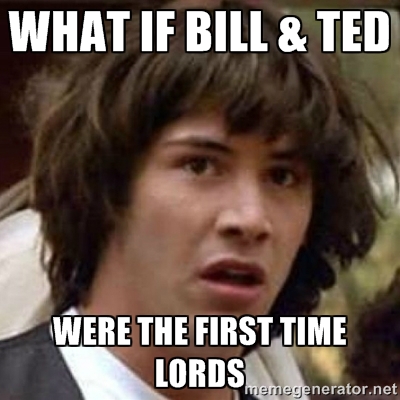 WHAT IF BILL & TED
WERE THE FIRST TIME
LORDS
memegenerator.net